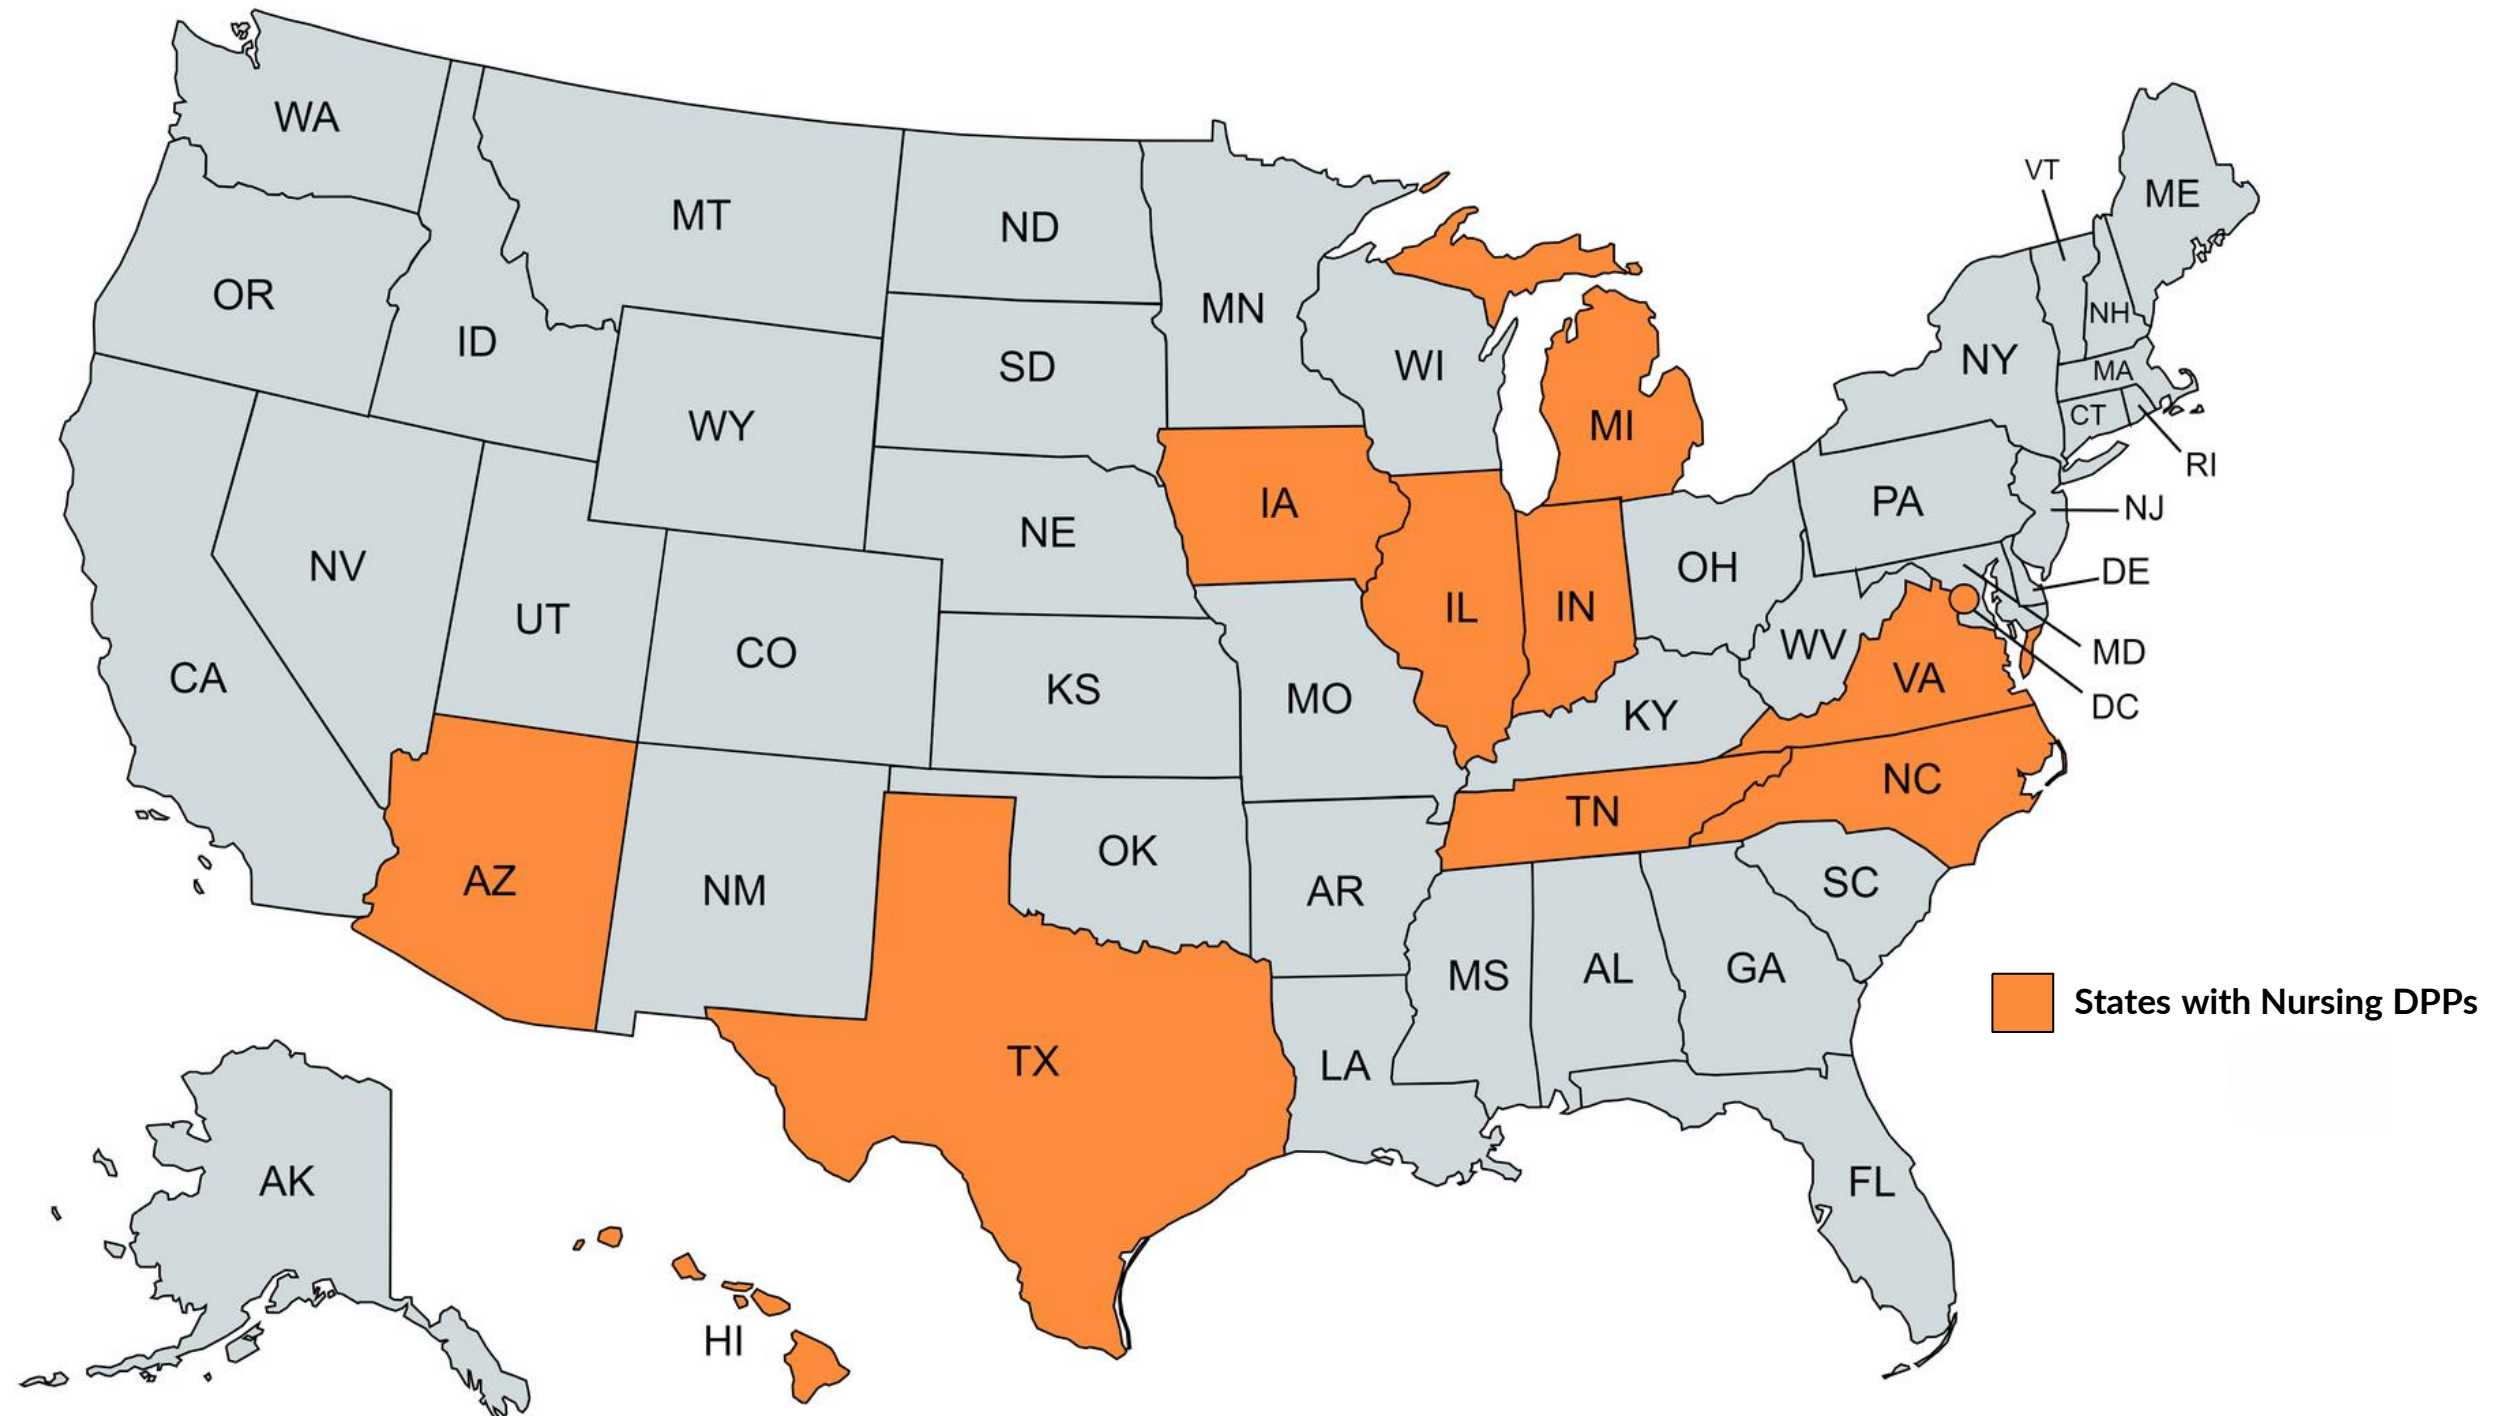 WA
VT
ME
MT
ND
OR
MN
NH
ID
NY
SD
WI
MA
CT
WY
MI
RI
IA
PA
NJ
NE
NV
OH
DE
UT
IL
IN
CO
WV
MD
CA
KS
MO
VA
DC
KY
NC
TN
OK
AZ
NM
AR
SC
MS
AL
GA
States with Nursing DPPs
TX
LA
AK
FL
HI